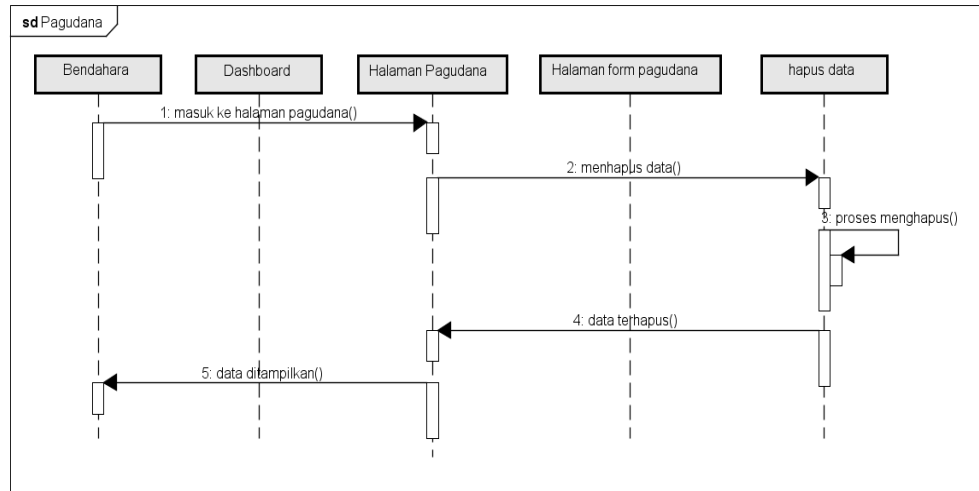 sd Pagudana
Bendahara
Dashboard
Halaman Pagudana
Halaman form pagudana
hapus data
1: masuk ke halaman pagudana()
2: menhapus data()
3: proses menghapus()
4: data terhapus()
5: data ditampilkan()